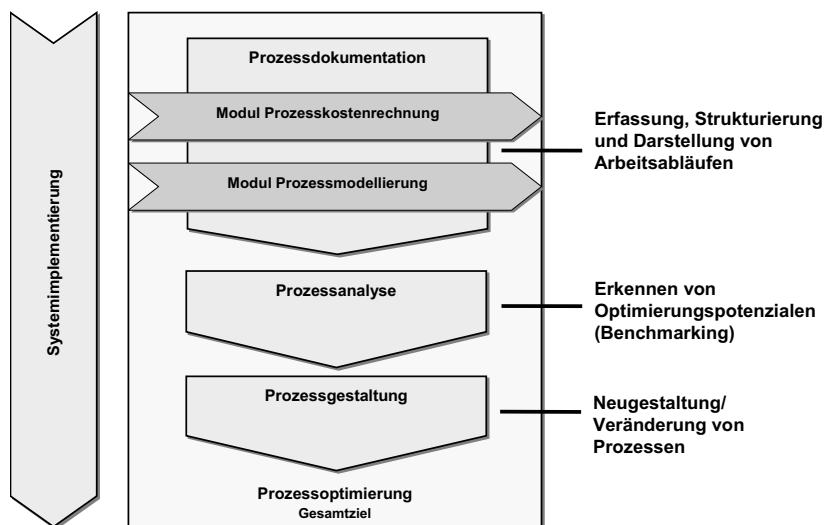 Systemimplementierung
Prozessdokumentation
Modul Prozesskostenrechnung
Modul Prozessmodellierung
Erfassung, Strukturierung
und Darstellung von
Arbeitsabläufen
Prozessanalyse
Erkennen von
Optimierungspotenzialen
(Benchmarking)
Prozessgestaltung
Neugestaltung/
Veränderung von
Prozessen
Prozessoptimierung
Gesamtziel